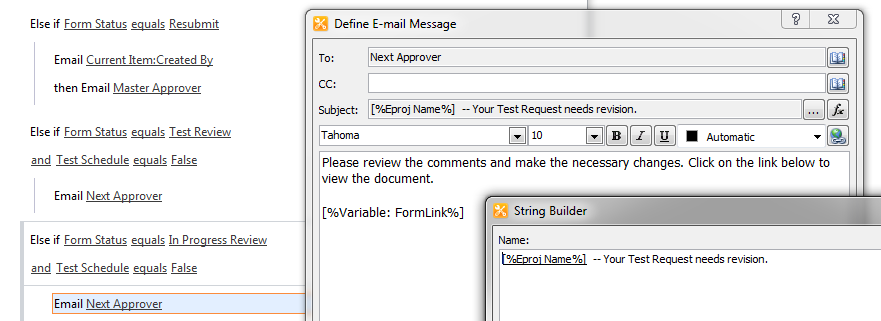 Else if Form Status equals Resubmit
Email Current Item:Created By
then Email Master Approver
Else if Form Status equals Test Review
and Test Schedule equals False
Email Next Approver
Else if Form Status equals In Progress Review
and Test Schedule equals False
Email Next Approver
Define E-mail Message
To: Next Approver
CC:
Subject: [%Eproj Name%] -- Your Test Request needs revision. ... fx
Tahoma 10 B I U Automatic
Please review the comments and make the necessary changes. Click on the link below to
view the document.
[%Variable: FormLink%]
String Builder
Name:
[%Eproj Name%] -- Your Test Request needs revision.